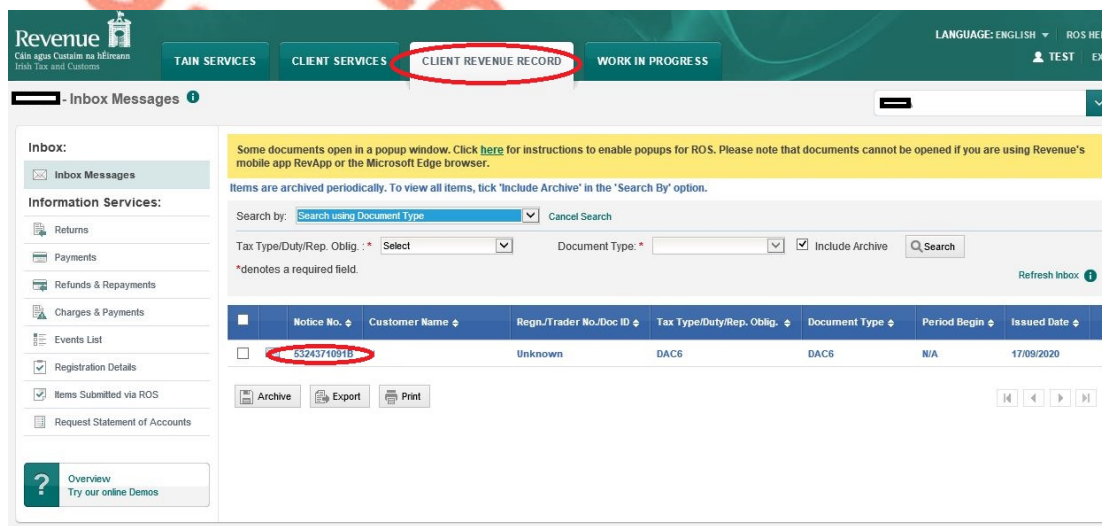 Revenue
Cáin agus Custaim na hÉireann
Irish Tax and Customs
TAIN SERVICES
CLIENT SERVICES
CLIENT REVENUE RECORD
WORK IN PROGRESS
LANGUAGE: ENGLISH
ROS HE
TEST
EX
- Inbox Messages
Inbox:
Inbox Messages
Information Services:
Returns
Payments
Refunds & Repayments
Charges & Payments
Events List
Registration Details
Items Submitted via ROS
Request Statement of Accounts
?
Overview
Try our online Demos
Some documents open in a popup window. Click here for instructions to enable popups for ROS. Please note that documents cannot be opened if you are using Revenue's
mobile app RevApp or the Microsoft Edge browser.
Items are archived periodically. To view all items, tick 'Include Archive' in the 'Search By' option.
Search by: Search using Document Type Cancel Search
Tax Type/Duty/Rep. Oblig. : * Select Document Type: * Include Archive Search
*denotes a required field.
Refresh Inbox
Notice No. Customer Name Regn./Trader No./Doc ID Tax Type/Duty/Rep. Oblig. Document Type Period Begin Issued Date
5324371091B Unknown DAC6 DAC6 N/A 17/09/2020
Archive Export Print